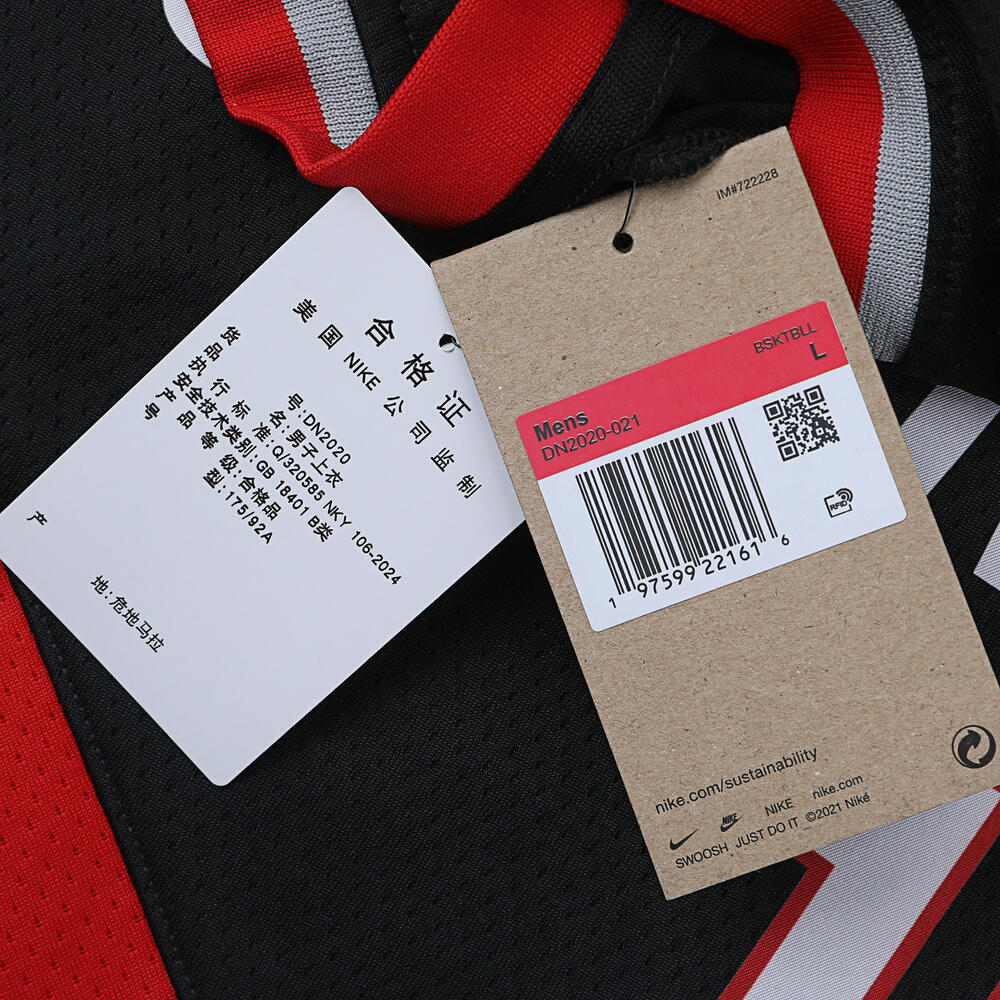 合格证
美国 NIKE 公司监制
货 号:DN2020
品 名:男子上衣
执行标准:Q/320585 NKY 106-2024
安全技术类别:GB 18401 B类
产品等级:合格品
号 型:175/92A
产 地:危地马拉
IM#722228
BSKTBLL
L
Mens
DN2020-021
RFID
1 97599 22161 6
nike.com/sustainability
NIKE NIKE nike.com
SWOOSH JUST DO IT ©2021 Nike